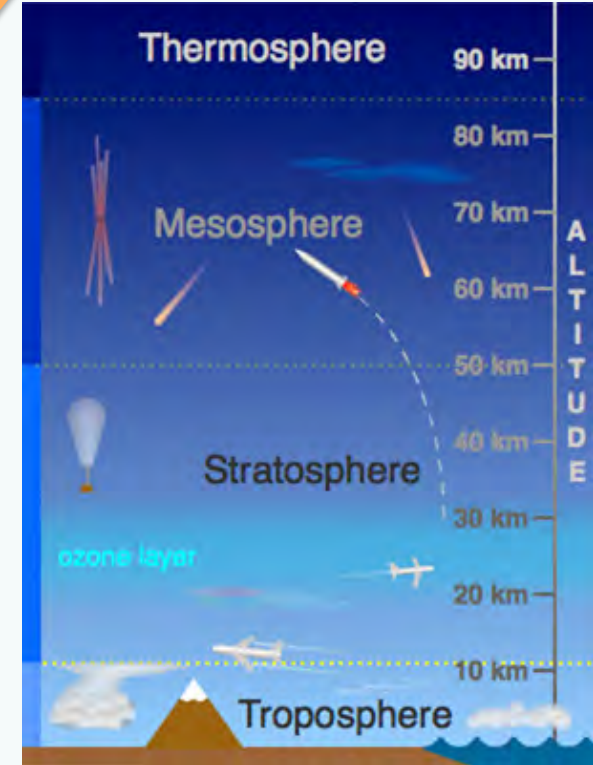 Thermosphere
90 km
80 km
70 km
Mesosphere
60 km
50 km
40 km
Stratosphere
30 km
ozone layer
20 km
10 km
Troposphere
ALTITUDE